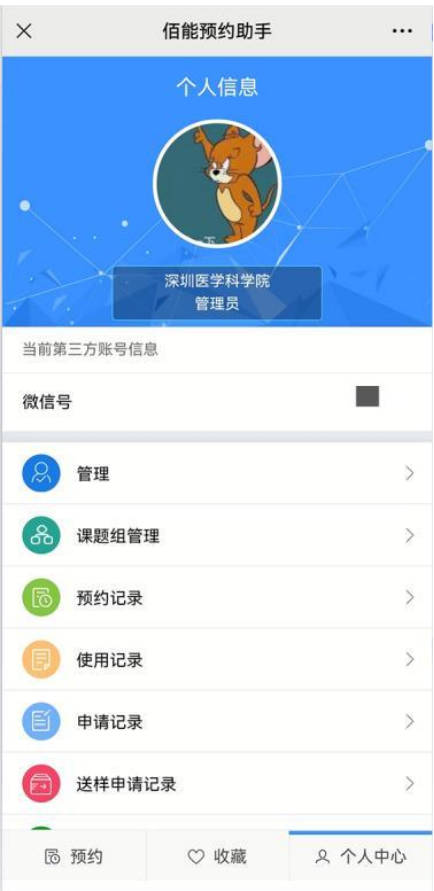 佰能预约助手
个人信息
深圳医学科学院
管理员
当前第三方账号信息
微信号
管理
课题组管理
预约记录
使用记录
申请记录
送样申请记录
预约
收藏
个人中心